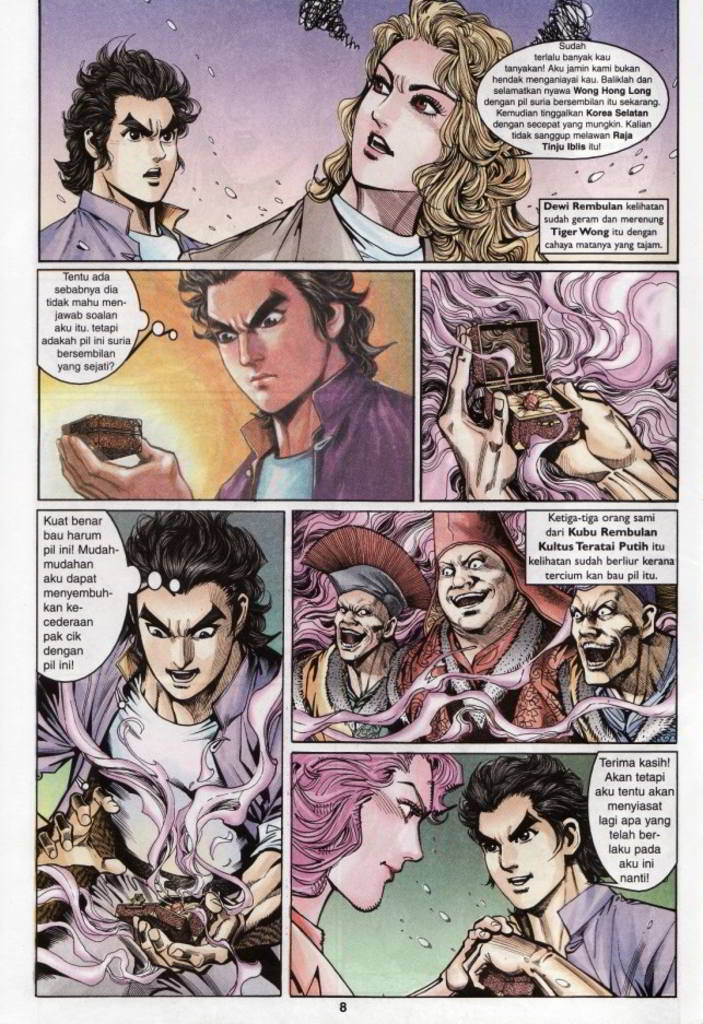 Sudah
terlalu banyak kau
tanyakan! Aku jamin kami bukan
hendak menganiayai kau. Baliklah dan
selamatkan nyawa Wong Hong Long
dengan pil suria bersembilan itu sekarang.
Kemudian tinggalkan Korea Selatan
dengan secepat yang mungkin. Kalian
tidak sanggup melawan Raja
Tinju Iblis itu!
Dewi Rembulan kelihatan
sudah geram dan merenung
Tiger Wong itu dengan
cahaya matanya yang tajam.
Tentu ada
sebabnya dia
tidak mahu men-
jawab soalan
aku itu. tetapi
adakah pil ini suria
bersembilan
yang sejati?
Kuat benar
bau harum
pil ini! Mudah-
mudahan
aku dapat
menyembuh-
kan ke-
cederaan
pak cik
dengan
pil ini!
Ketiga-tiga orang sami
dari Kubu Rembulan
Kultus Teratai Putih itu
kelihatan sudah berliur kerana
tercium kan bau pil itu.
Terima kasih!
Akan tetapi
aku tentu akan
menyiasat
lagi apa yang
telah ber-
laku pada
aku ini
nanti!
8